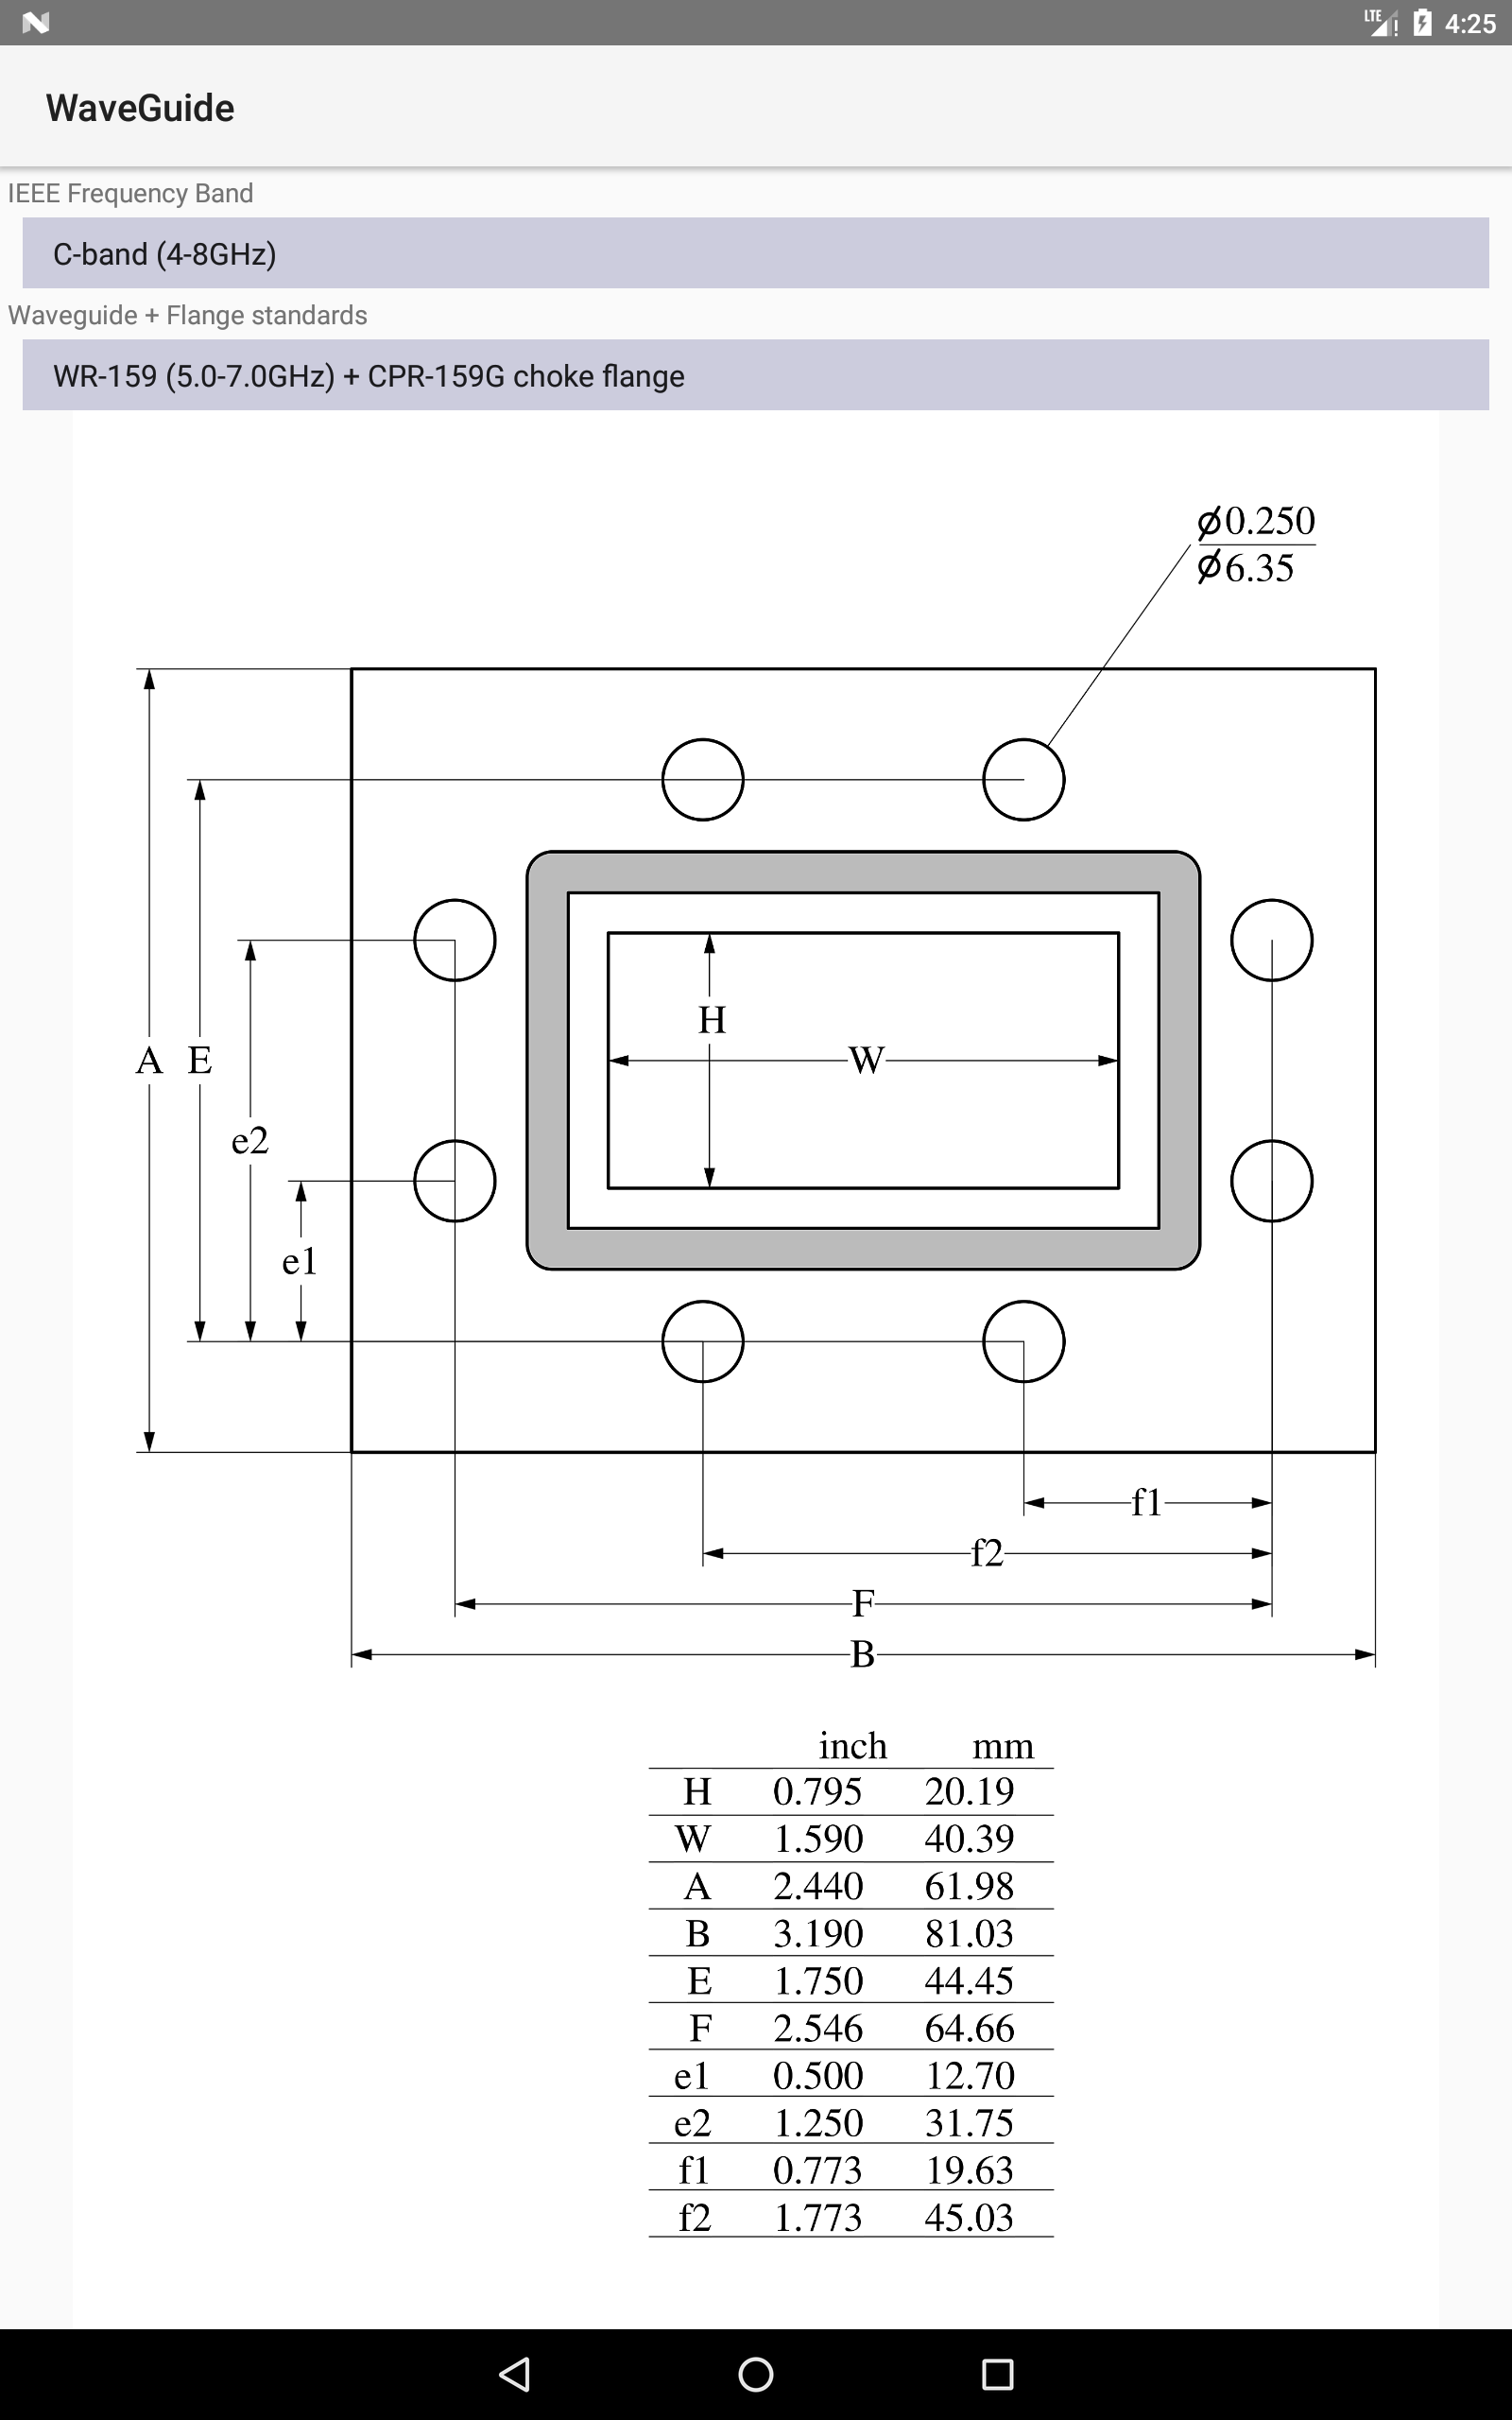 LTE 4:25
WaveGuide
IEEE Frequency Band
C-band (4-8GHz)
Waveguide + Flange standards
WR-159 (5.0-7.0GHz) + CPR-159G choke flange
⌀0.250
⌀6.35
H
W
A E
e2
e1
f1
f2
F
B
inch mm
H 0.795 20.19
W 1.590 40.39
A 2.440 61.98
B 3.190 81.03
E 1.750 44.45
F 2.546 64.66
e1 0.500 12.70
e2 1.250 31.75
f1 0.773 19.63
f2 1.773 45.03